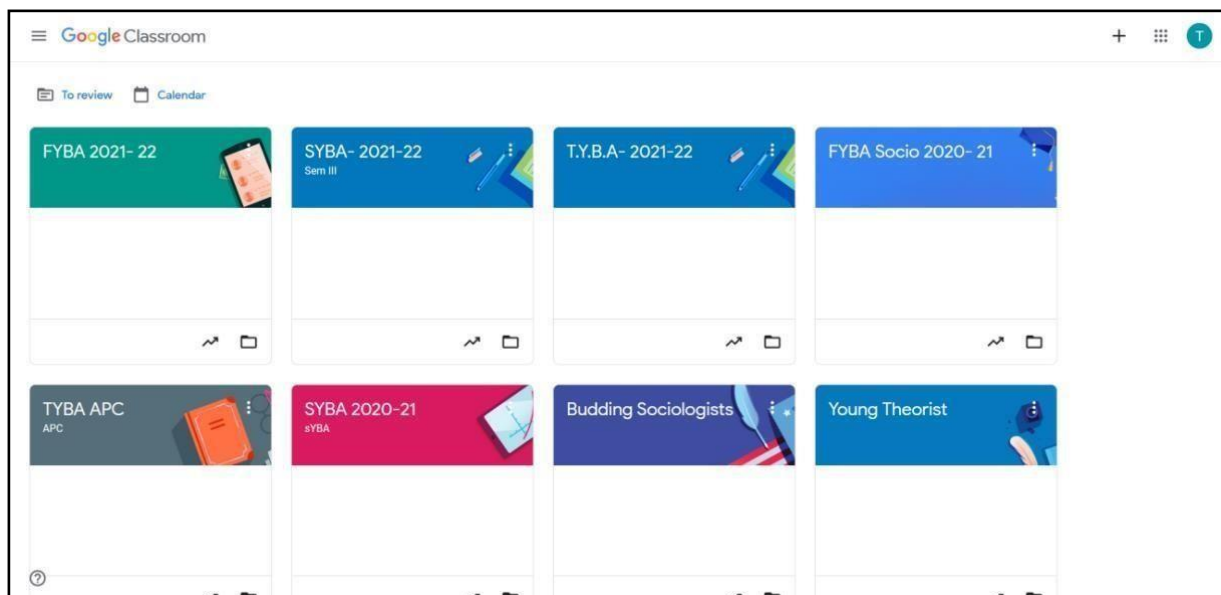 Google Classroom
T
To review Calendar
FYBA 2021- 22
SYBA- 2021-22
Sem III
T.Y.B.A- 2021-22
FYBA Socio 2020- 21
TYBA APC
APC
SYBA 2020-21
sYBA
Budding Sociologists
Young Theorist